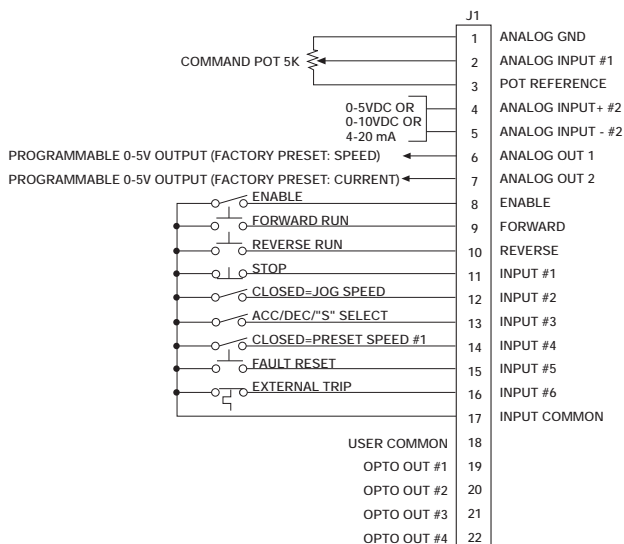 J1
1 ANALOG GND
COMMAND POT 5K 2 ANALOG INPUT #1
3 POT REFERENCE
0-5VDC OR
0-10VDC OR
4-20 mA
4 ANALOG INPUT+ #2
5 ANALOG INPUT - #2
PROGRAMMABLE 0-5V OUTPUT (FACTORY PRESET: SPEED) 6 ANALOG OUT 1
PROGRAMMABLE 0-5V OUTPUT (FACTORY PRESET: CURRENT) 7 ANALOG OUT 2
ENABLE 8 ENABLE
FORWARD RUN 9 FORWARD
REVERSE RUN 10 REVERSE
STOP 11 INPUT #1
CLOSED=JOG SPEED 12 INPUT #2
ACC/DEC/"S" SELECT 13 INPUT #3
CLOSED=PRESET SPEED #1 14 INPUT #4
FAULT RESET 15 INPUT #5
EXTERNAL TRIP 16 INPUT #6
17 INPUT COMMON
USER COMMON 18
OPTO OUT #1 19
OPTO OUT #2 20
OPTO OUT #3 21
OPTO OUT #4 22